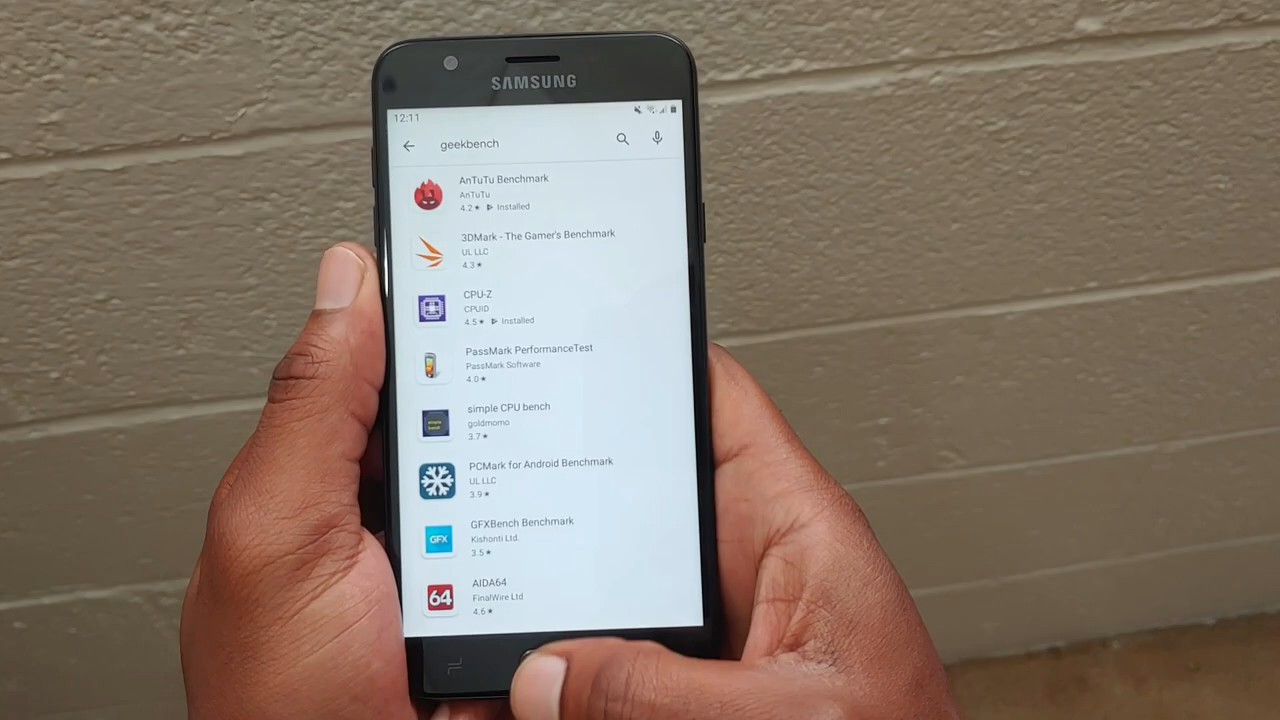 SAMSUNG
12:11
geekbench
AnTuTu Benchmark
AnTuTu
4.2★ Installed
3DMark - The Gamer's Benchmark
UL LLC
4.3★
CPU-Z
CPUID
4.5★ Installed
PassMark PerformanceTest
PassMark Software
4.0★
simple CPU bench
goldmomo
3.7★
PCMark for Android Benchmark
UL LLC
3.9★
GFX
GFXBench Benchmark
Kishonti Ltd.
3.5★
64
AIDA64
FinalWire Ltd
4.6★